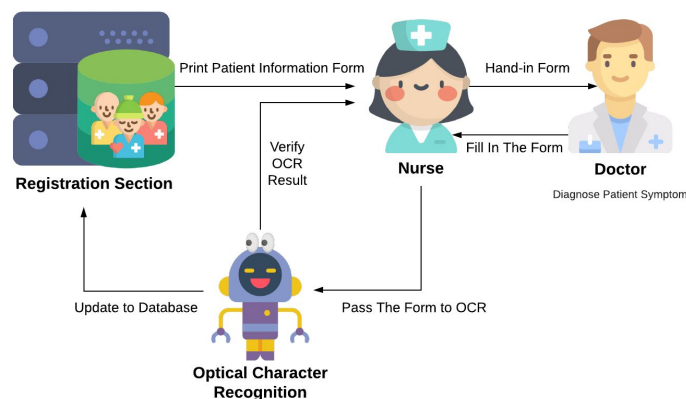 Print Patient Information Form
Hand-in Form
Verify
OCR
Result
Fill In The Form
Nurse
Doctor
Registration Section
Diagnose Patient Symptom
Update to Database
Pass The Form to OCR
Optical Character
Recognition